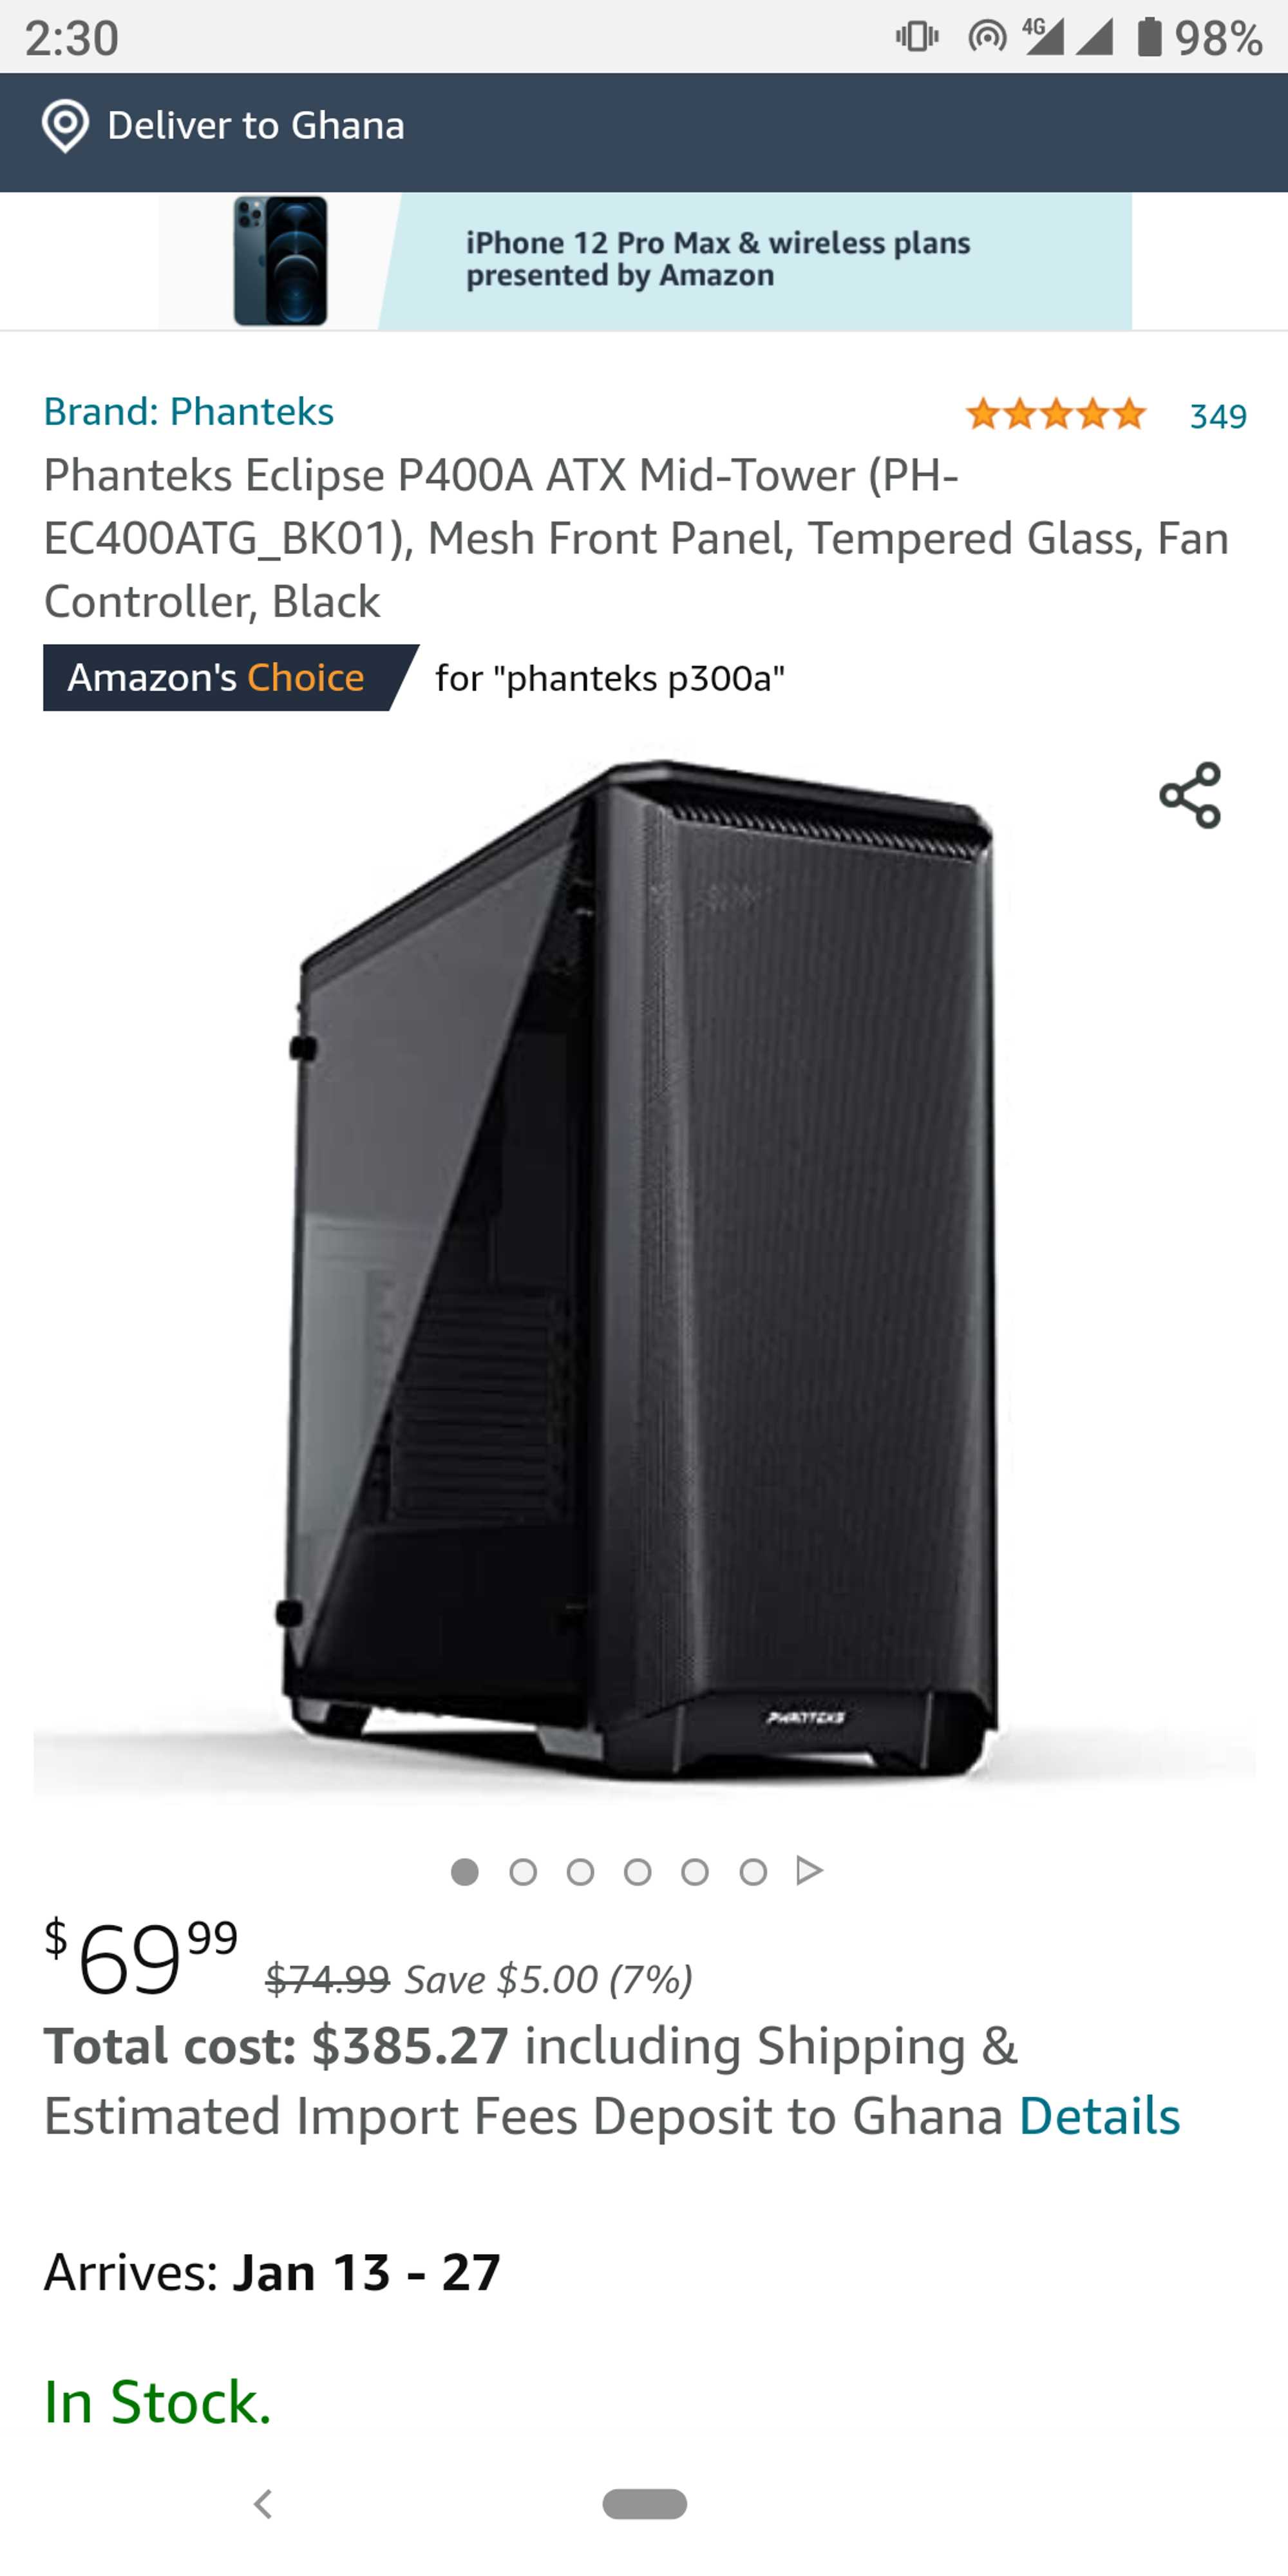 2:30
4G
98%
Deliver to Ghana
iPhone 12 Pro Max & wireless plans
presented by Amazon
Brand: Phanteks
349
Phanteks Eclipse P400A ATX Mid-Tower (PH-
EC400ATG_BK01), Mesh Front Panel, Tempered Glass, Fan
Controller, Black
Amazon's Choice for "phanteks p300a"
PHANTEKS
$69.99 $74.99 Save $5.00 (7%)
Total cost: $385.27 including Shipping &
Estimated Import Fees Deposit to Ghana Details
Arrives: Jan 13 - 27
In Stock.